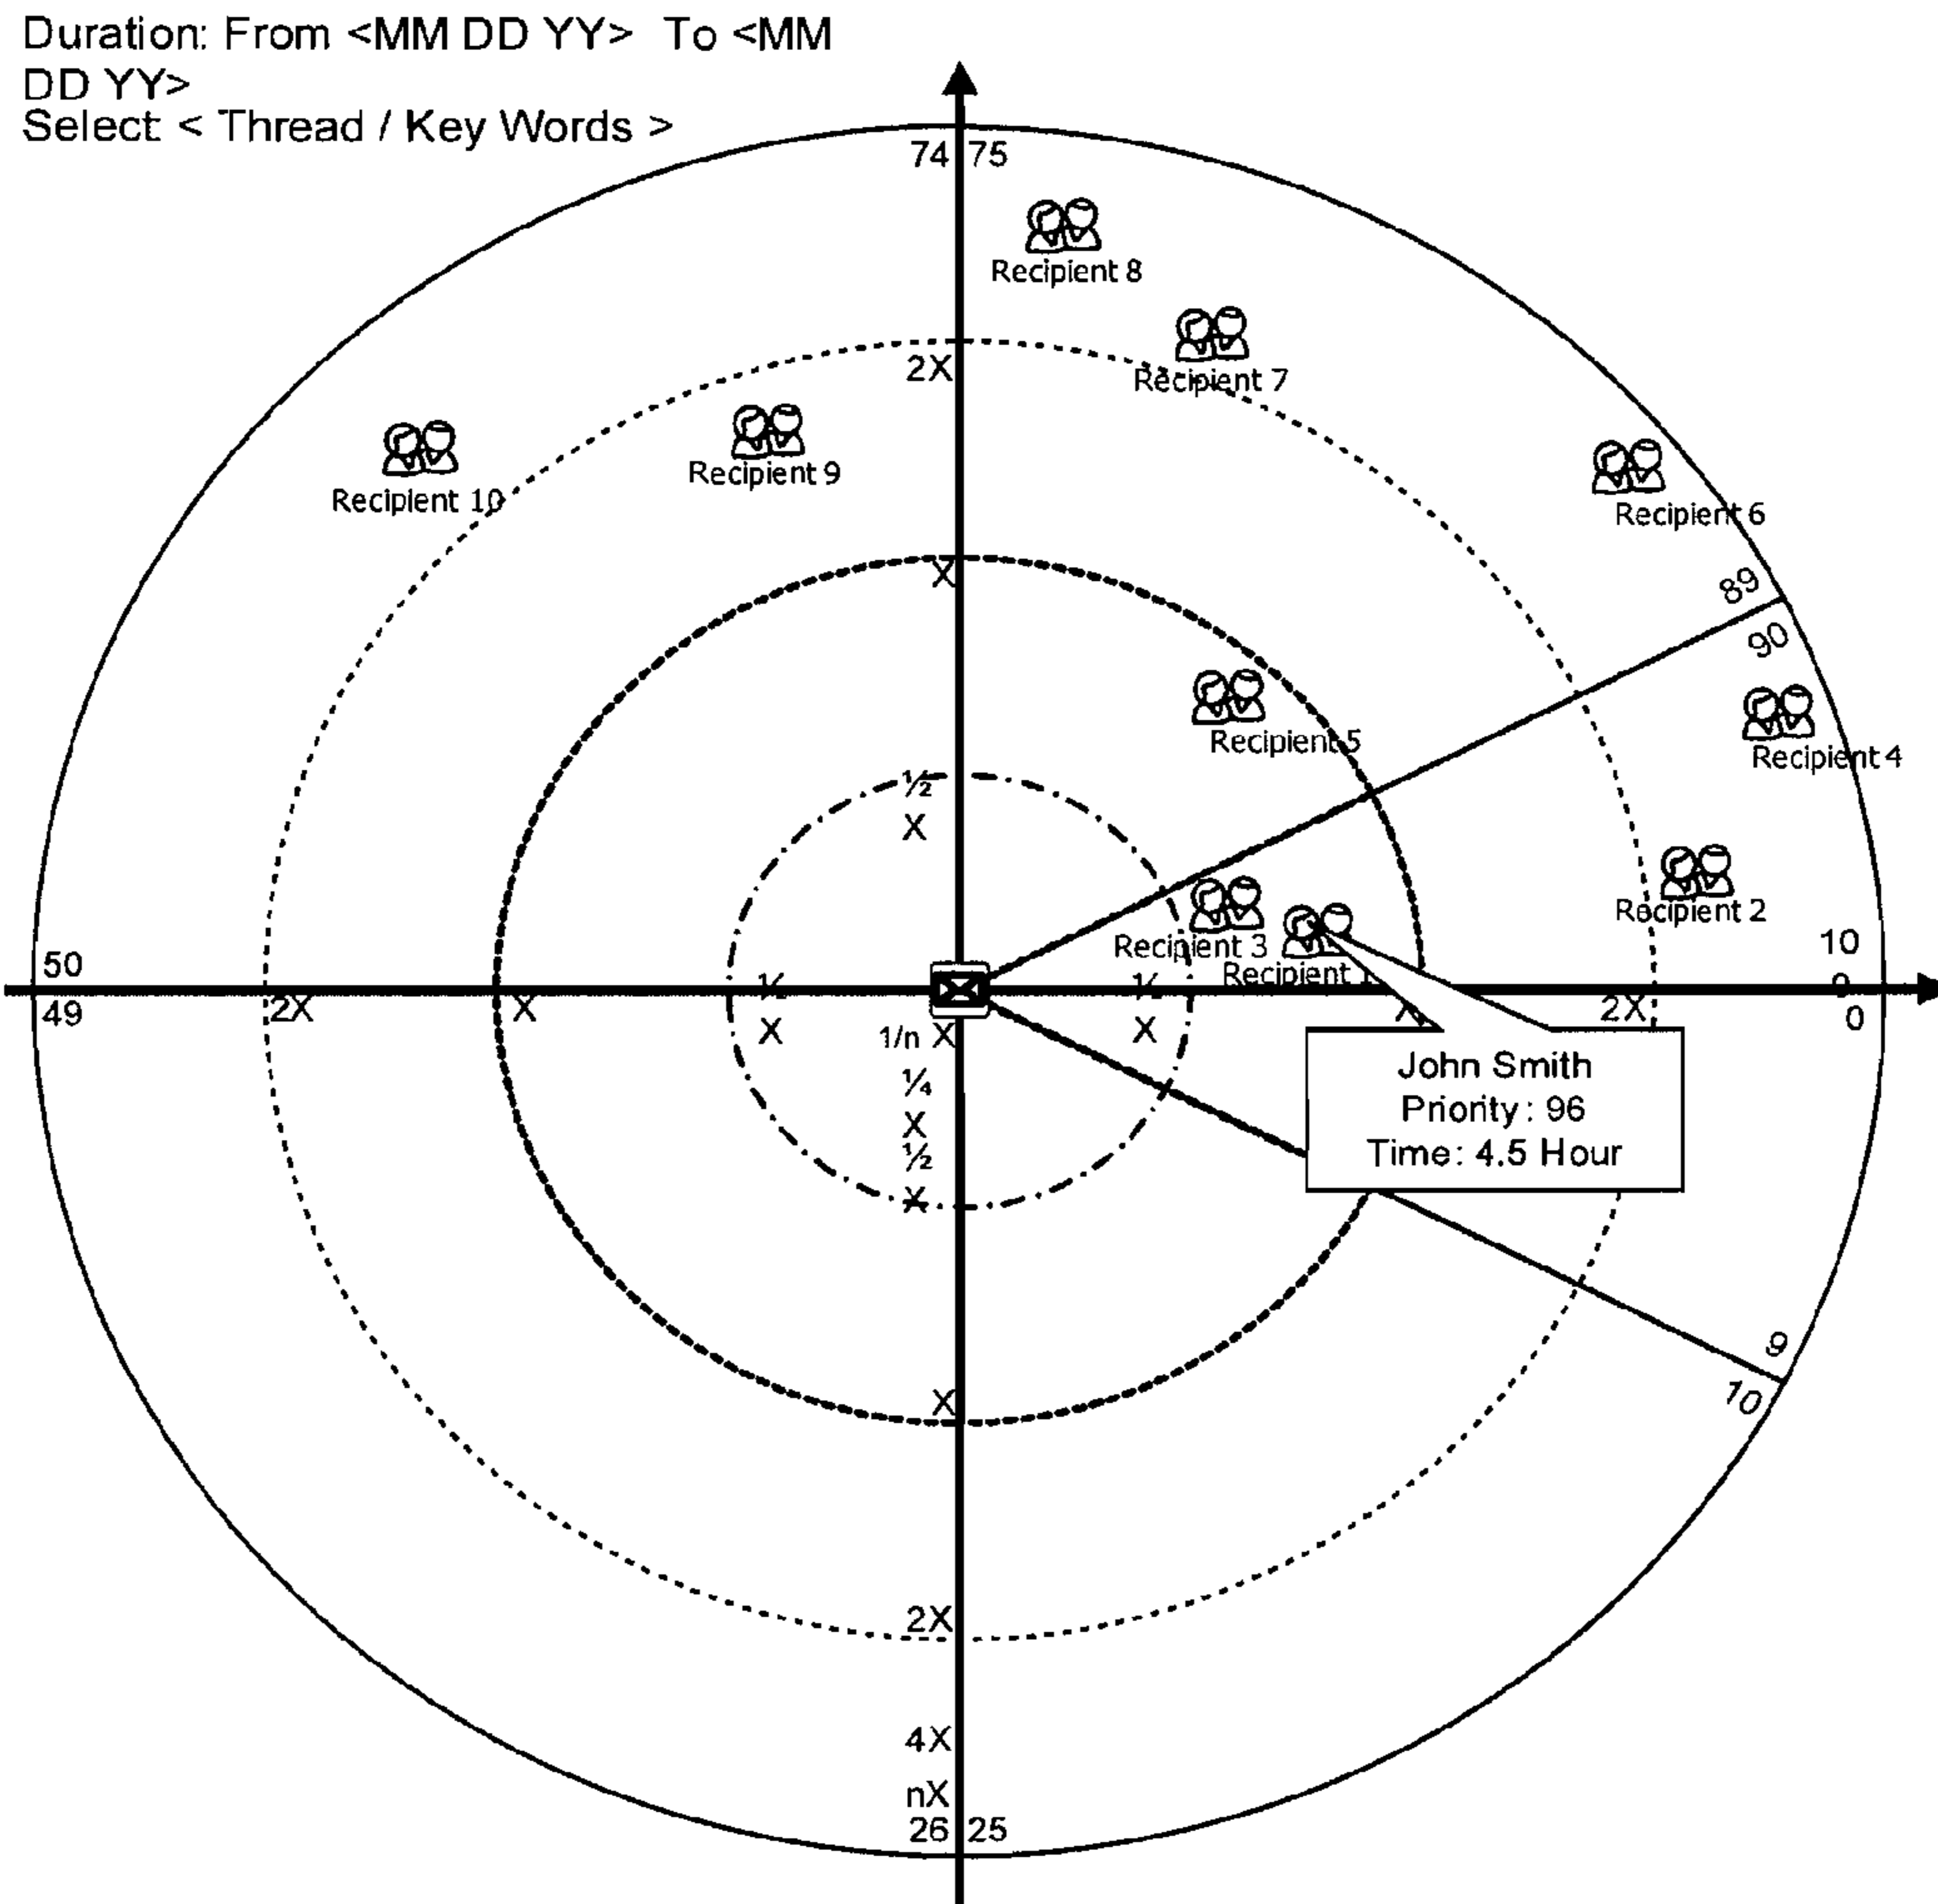 Duration: From <MM DD YY> To <MM
DD YY>
Select < Thread / Key Words >
74 75
Recipient 8
2X
Recipient 7
Recipient 9
Recipient 10
Recipient 6
X
89
90
Recipient 5
Recipient 4
½
X
Recipient 2
Recipient 3
10
50
Recipient 1
0
49
2X
X
X
1/n X
X
2X
0
John Smith
Priority: 96
Time: 4.5 Hour
¼
X
½
X
9
10
X
2X
4X
nX
26 25